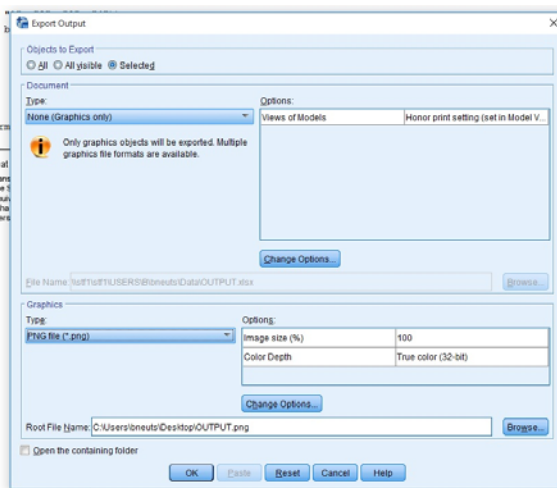 Export Output
Objects to Export
All All visible Selected
Document
Type:
None (Graphics only)
Only graphics objects will be exported. Multiple
graphics file formats are available.
Options:
Views of Models Honor print setting (set in Model V...
Change Options...
File Name: \Data\OUTPUT.xlsx
Browse...
Graphics
Type:
PNG file (*.png)
Options:
Image size (%) 100
Color Depth True color (32-bit)
Change Options...
Root File Name: C:\Users\bneuts\Desktop\OUTPUT.png
Browse...
Open the containing folder
OK Paste Reset Cancel Help